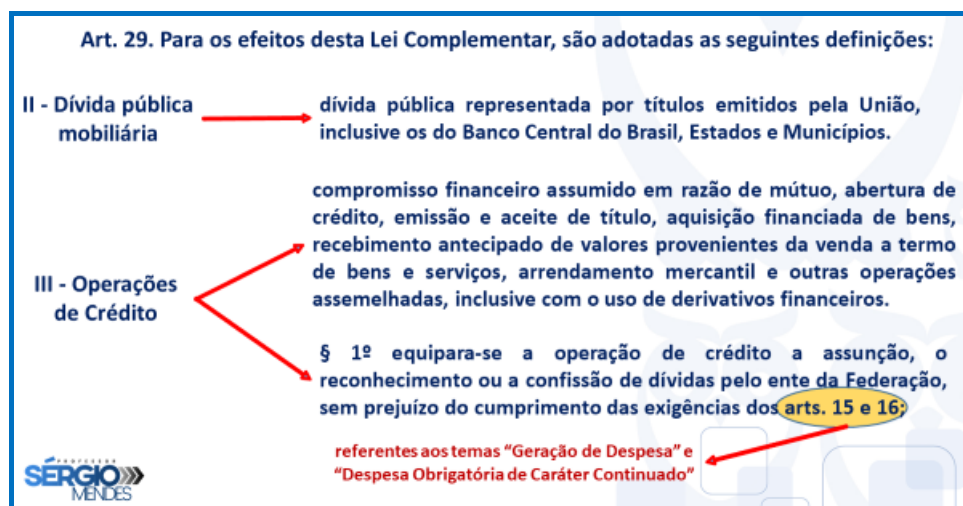 Art. 29. Para os efeitos desta Lei Complementar, são adotadas as seguintes definições:
II - Dívida pública
mobiliária
dívida pública representada por títulos emitidos pela União,
inclusive os do Banco Central do Brasil, Estados e Municípios.
III - Operações
de Crédito
compromisso financeiro assumido em razão de mútuo, abertura de
crédito, emissão e aceite de título, aquisição financiada de bens,
recebimento antecipado de valores provenientes da venda a termo
de bens e serviços, arrendamento mercantil e outras operações
assemelhadas, inclusive com o uso de derivativos financeiros.
§ 1º equipara-se a operação de crédito a assunção, o
reconhecimento ou a confissão de dívidas pelo ente da Federação,
sem prejuízo do cumprimento das exigências dos arts. 15 e 16;
referentes aos temas “Geração de Despesa” e
“Despesa Obrigatória de Caráter Continuado”
PROFESSOR
SÉRGIO
MENDES